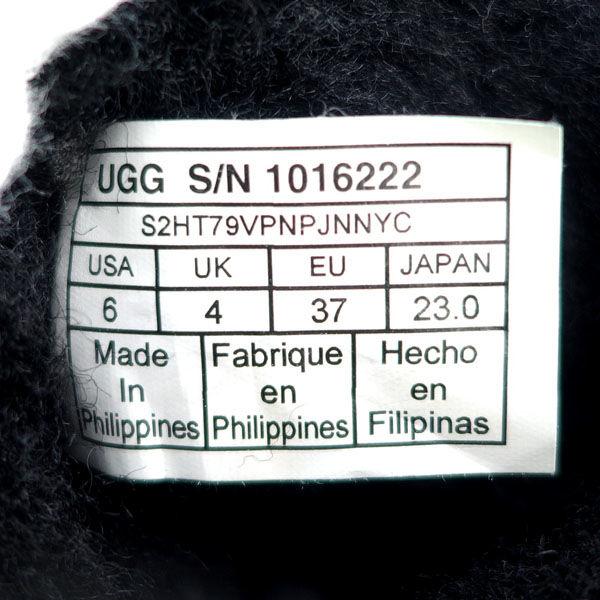 UGG S/N 1016222
S2HT79VPNPJNNYC
USA UK EU JAPAN
6 4 37 23.0
Made Fabrique Hecho
In en en
Philippines Philippines Filipinas